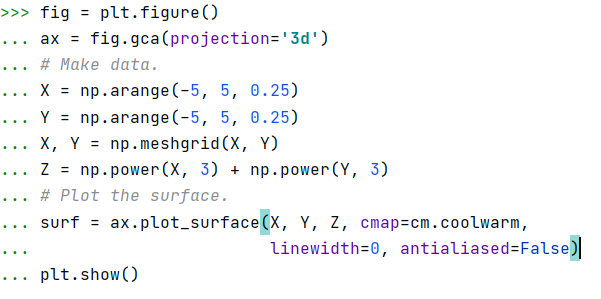 >>> fig = plt.figure()
... ax = fig.gca(projection='3d')
... # Make data.
... X = np.arange(-5, 5, 0.25)
... Y = np.arange(-5, 5, 0.25)
... X, Y = np.meshgrid(X, Y)
... Z = np.power(X, 3) + np.power(Y, 3)
... # Plot the surface.
... surf = ax.plot_surface(X, Y, Z, cmap=cm.coolwarm,
...                        linewidth=0, antialiased=False)
... plt.show()